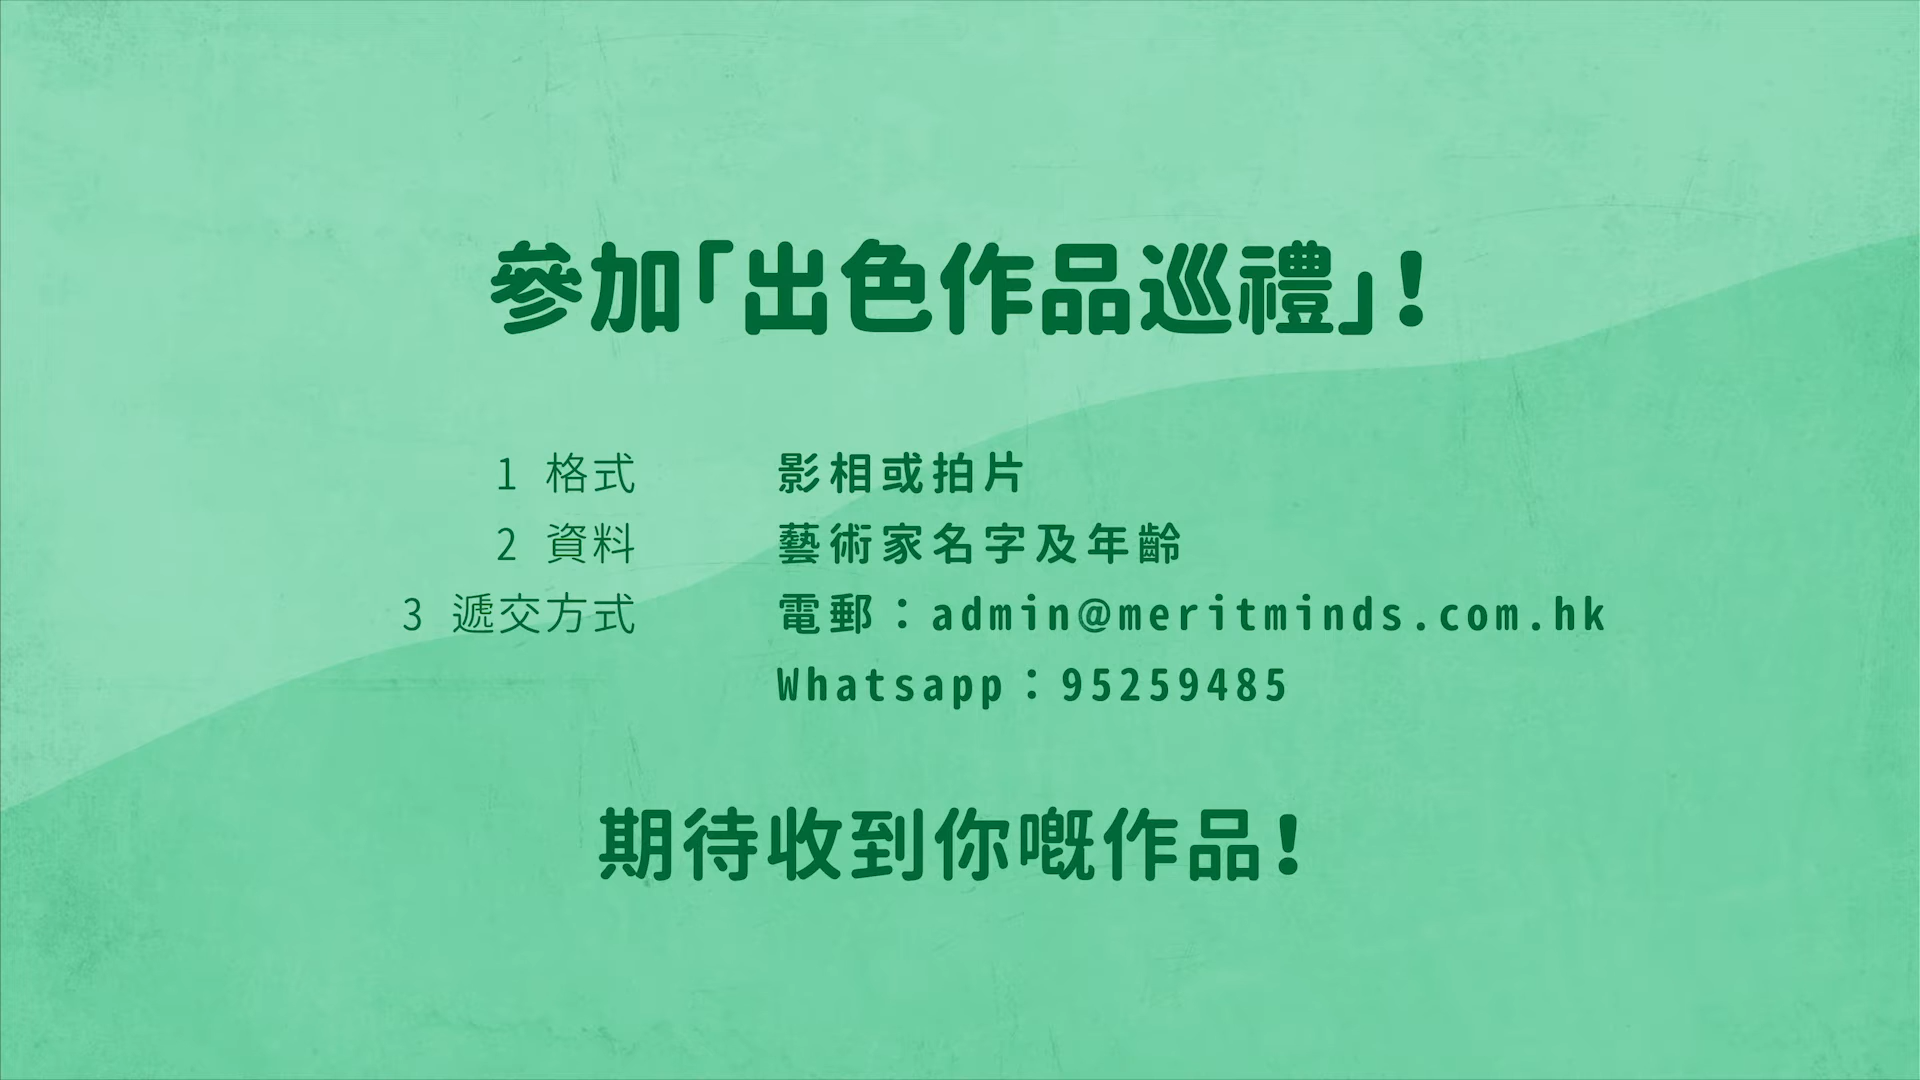 參加「出色作品巡禮」！
1 格式 影相或拍片
2 資料 藝術家名字及年齡
3 遞交方式 電郵：admin@meritminds.com.hk
Whatsapp：95259485
期待收到你嘅作品！